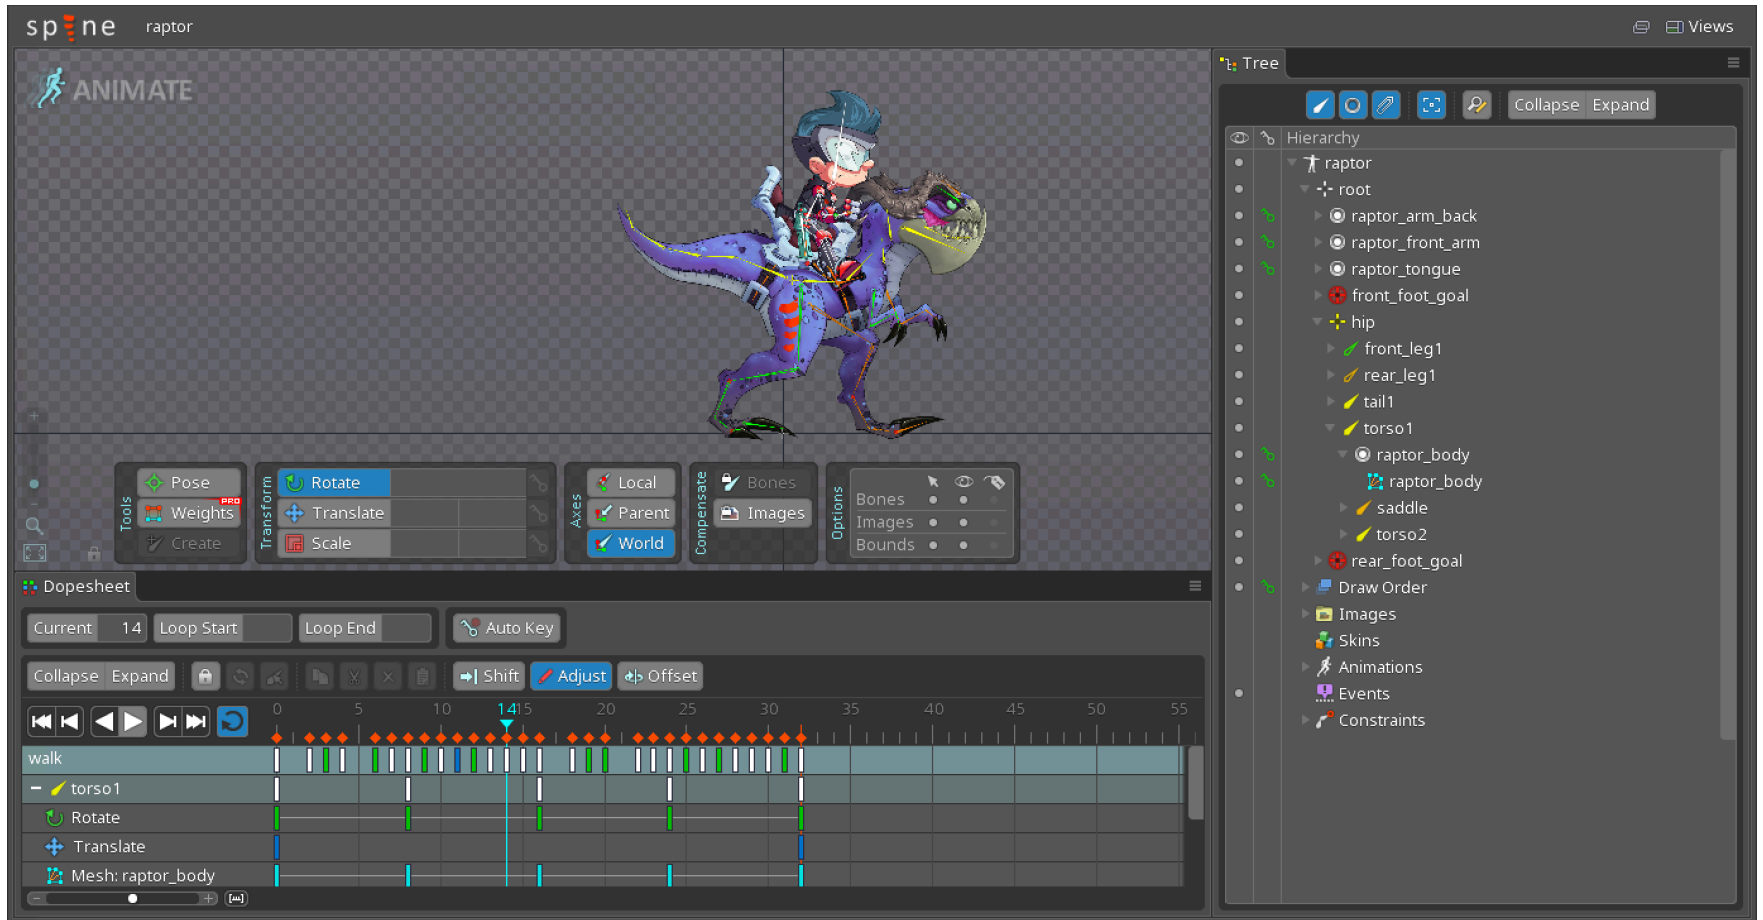 spine raptor Views
ANIMATE
Tree
Collapse Expand
Hierarchy
raptor
root
raptor_arm_back
raptor_front_arm
raptor_tongue
front_foot_goal
hip
front_leg1
rear_leg1
tail1
torso1
raptor_body
raptor_body
saddle
torso2
rear_foot_goal
Draw Order
Images
Skins
Animations
Events
Constraints
Tools
Pose
PRO
Weights
Create
Transform
Rotate
Translate
Scale
Axes
Local
Parent
World
Compensate
Bones
Images
Options
Bones
Images
Bounds
Dopesheet
Current 14 Loop Start Loop End Auto Key
Collapse Expand Shift Adjust Offset
0 5 10 14 15 20 25 30 35 40 45 50 55
walk
torso1
Rotate
Translate
Mesh: raptor_body